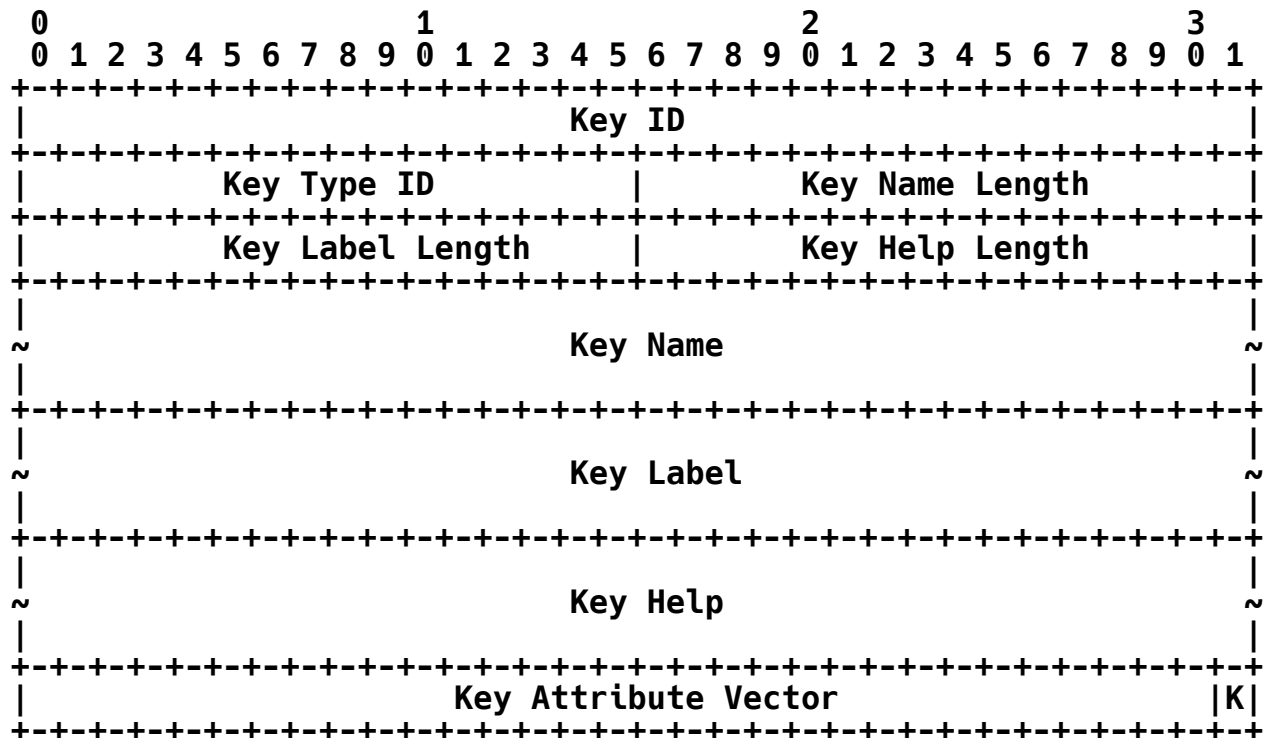 0                   1                   2                   3
 0 1 2 3 4 5 6 7 8 9 0 1 2 3 4 5 6 7 8 9 0 1 2 3 4 5 6 7 8 9 0 1
+-+-+-+-+-+-+-+-+-+-+-+-+-+-+-+-+-+-+-+-+-+-+-+-+-+-+-+-+-+-+-+-+
|                            Key ID                             |
+-+-+-+-+-+-+-+-+-+-+-+-+-+-+-+-+-+-+-+-+-+-+-+-+-+-+-+-+-+-+-+-+
|          Key Type ID          |        Key Name Length        |
+-+-+-+-+-+-+-+-+-+-+-+-+-+-+-+-+-+-+-+-+-+-+-+-+-+-+-+-+-+-+-+-+
|          Key Label Length     |        Key Help Length        |
+-+-+-+-+-+-+-+-+-+-+-+-+-+-+-+-+-+-+-+-+-+-+-+-+-+-+-+-+-+-+-+-+
|                                                               |
~                            Key Name                           ~
|                                                               |
+-+-+-+-+-+-+-+-+-+-+-+-+-+-+-+-+-+-+-+-+-+-+-+-+-+-+-+-+-+-+-+-+
|                                                               |
~                            Key Label                          ~
|                                                               |
+-+-+-+-+-+-+-+-+-+-+-+-+-+-+-+-+-+-+-+-+-+-+-+-+-+-+-+-+-+-+-+-+
|                                                               |
~                            Key Help                           ~
|                                                               |
+-+-+-+-+-+-+-+-+-+-+-+-+-+-+-+-+-+-+-+-+-+-+-+-+-+-+-+-+-+-+-+-+
|                      Key Attribute Vector                   |K|
+-+-+-+-+-+-+-+-+-+-+-+-+-+-+-+-+-+-+-+-+-+-+-+-+-+-+-+-+-+-+-+-+